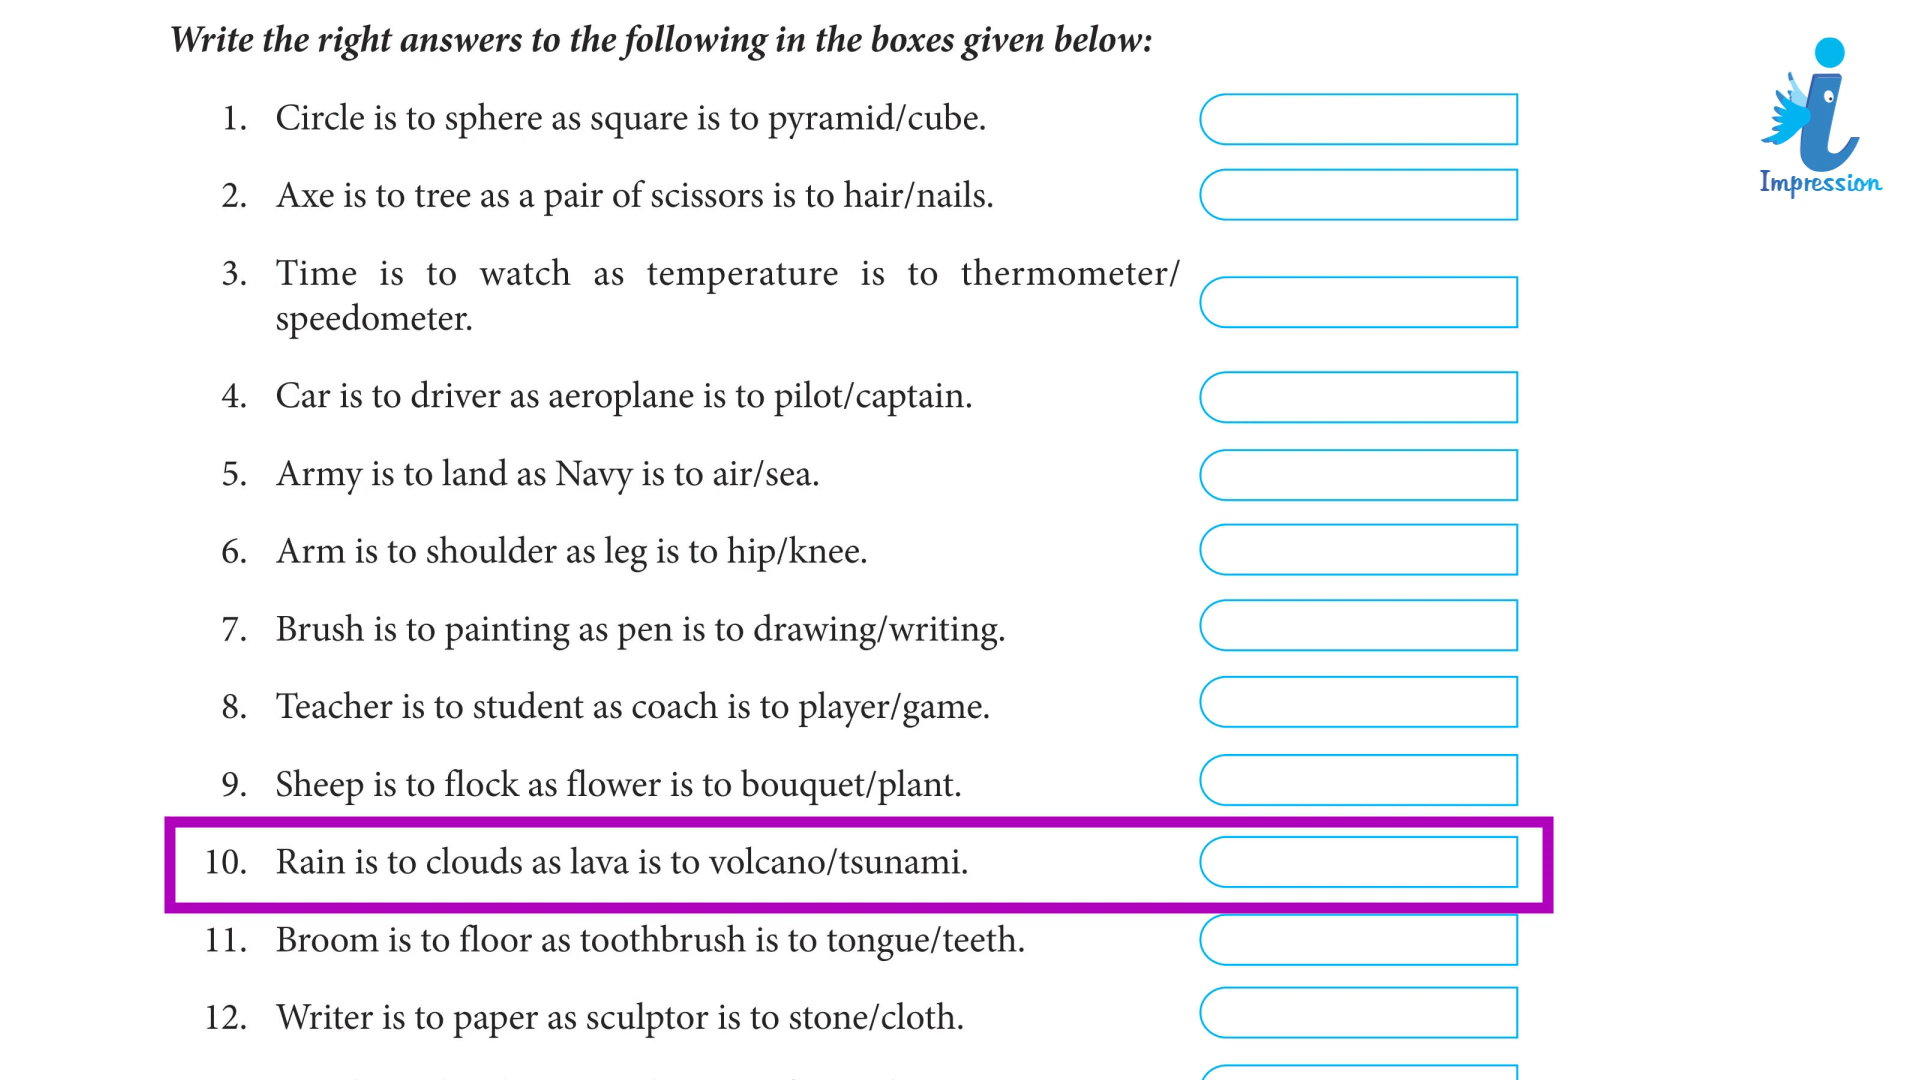 Write the right answers to the following in the boxes given below:
1. Circle is to sphere as square is to pyramid/cube.
2. Axe is to tree as a pair of scissors is to hair/nails.
3. Time is to watch as temperature is to thermometer/
speedometer.
4. Car is to driver as aeroplane is to pilot/captain.
5. Army is to land as Navy is to air/sea.
6. Arm is to shoulder as leg is to hip/knee.
7. Brush is to painting as pen is to drawing/writing.
8. Teacher is to student as coach is to player/game.
9. Sheep is to flock as flower is to bouquet/plant.
10. Rain is to clouds as lava is to volcano/tsunami.
11. Broom is to floor as toothbrush is to tongue/teeth.
12. Writer is to paper as sculptor is to stone/cloth.
Impression